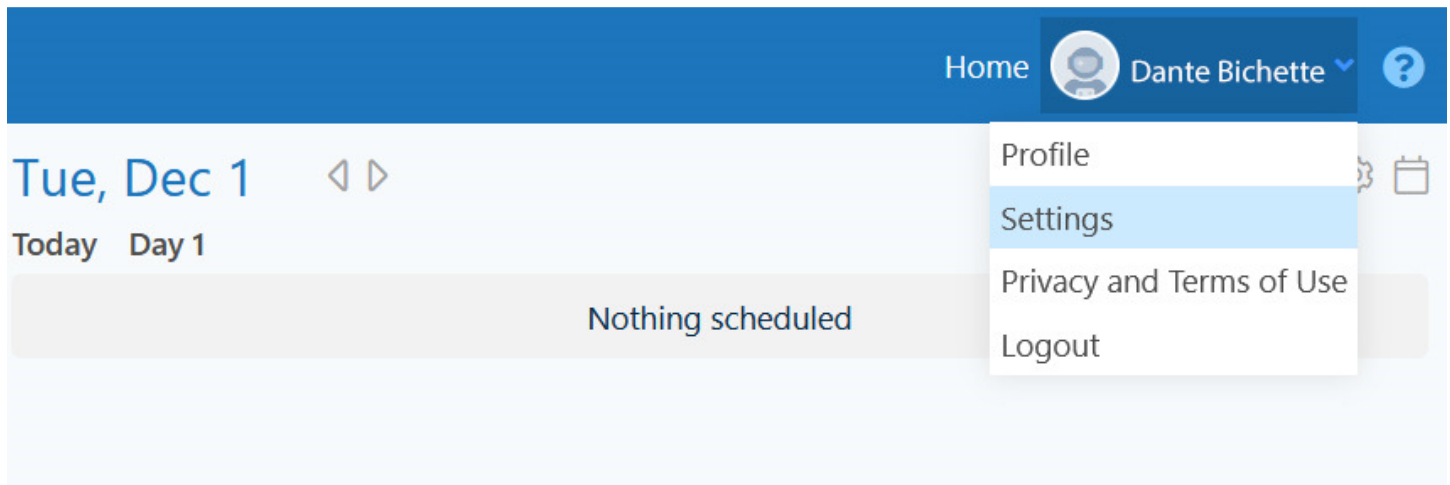 Home Dante Bichette ?
Tue, Dec 1
Today Day 1
Nothing scheduled
Profile
Settings
Privacy and Terms of Use
Logout